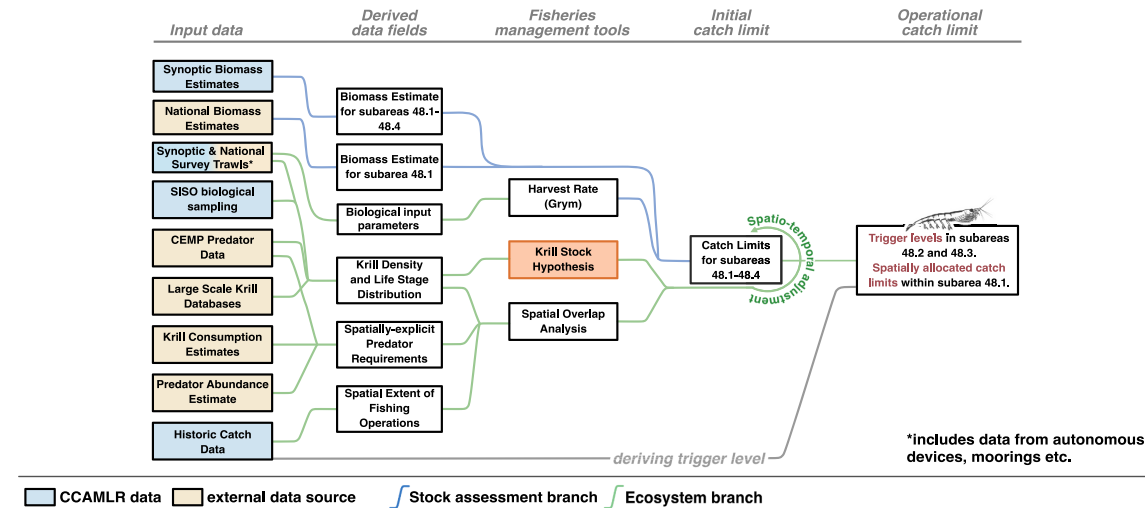 Input data
Derived
data fields
Fisheries
management tools
Initial
catch limit
Operational
catch limit
Synoptic Biomass
Estimates
National Biomass
Estimates
Synoptic & National
Survey Trawls*
SISO biological
sampling
CEMP Predator
Data
Large Scale Krill
Databases
Krill Consumption
Estimates
Predator Abundance
Estimate
Historic Catch
Data
Biomass Estimate
for subareas 48.1-
48.4
Biomass Estimate
for subarea 48.1
Biological input
parameters
Krill Density
and Life Stage
Distribution
Spatially-explicit
Predator
Requirements
Spatial Extent of
Fishing
Operations
Harvest Rate
(Grym)
Krill Stock
Hypothesis
Spatial Overlap
Analysis
Catch Limits
for subareas
48.1-48.4
Spatio-temporal
adjustment
Trigger levels in subareas
48.2 and 48.3.
Spatially allocated catch
limits within subarea 48.1.
deriving trigger level
*includes data from autonomous
devices, moorings etc.
CCAMLR data
external data source
Stock assessment branch
Ecosystem branch